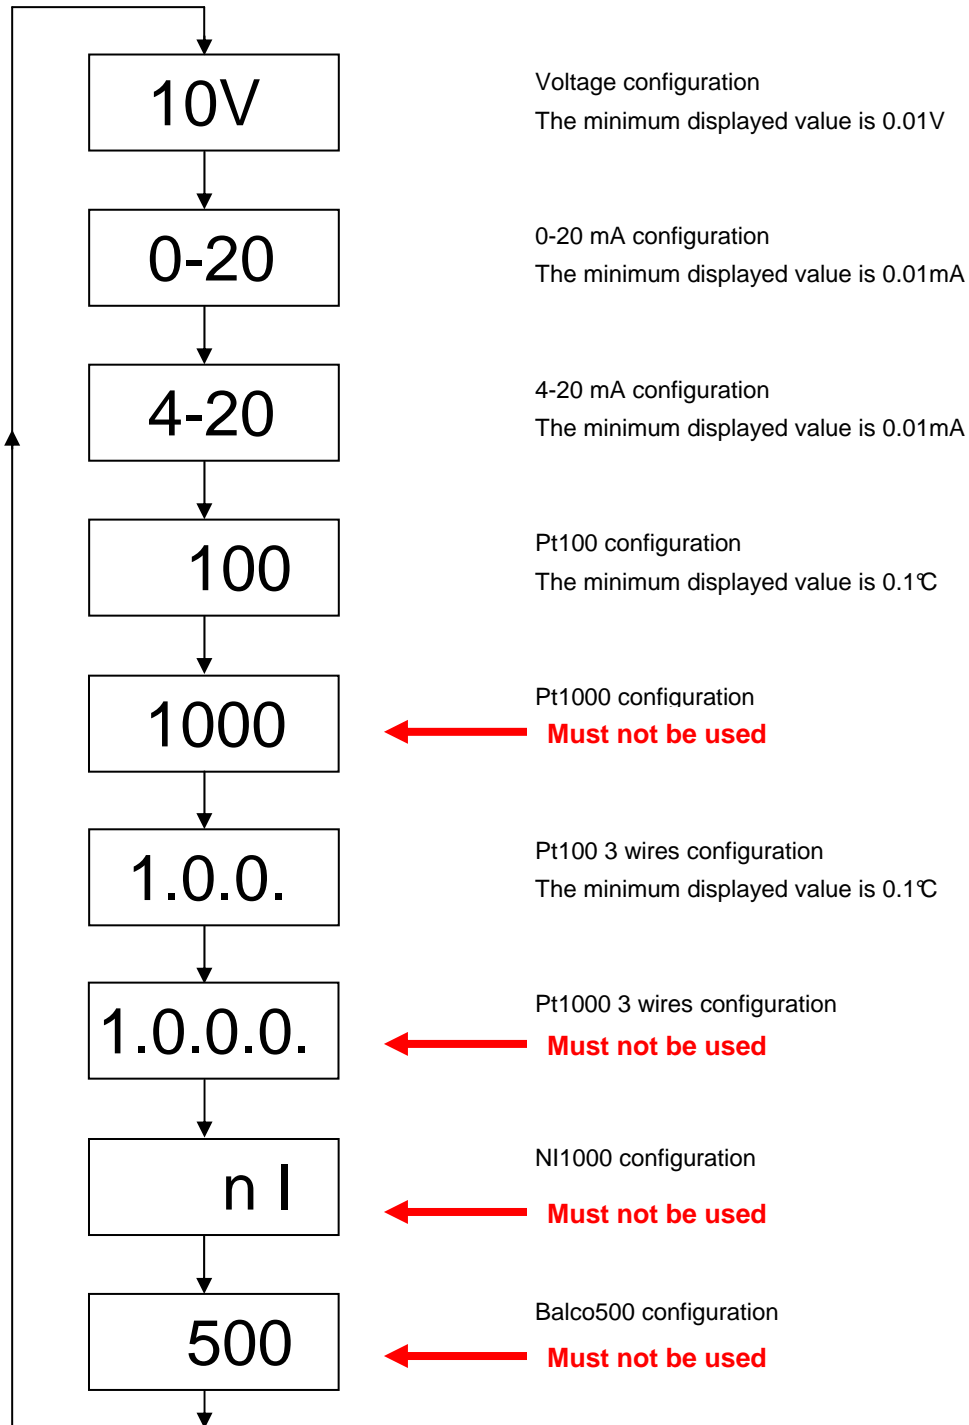 10V
Voltage configuration
The minimum displayed value is 0.01V
0-20
0-20 mA configuration
The minimum displayed value is 0.01mA
4-20
4-20 mA configuration
The minimum displayed value is 0.01mA
100
Pt100 configuration
The minimum displayed value is 0.1°C
1000
Pt1000 configuration
Must not be used
1.0.0.
Pt100 3 wires configuration
The minimum displayed value is 0.1°C
1.0.0.0.
Pt1000 3 wires configuration
Must not be used
n I
NI1000 configuration
Must not be used
500
Balco500 configuration
Must not be used